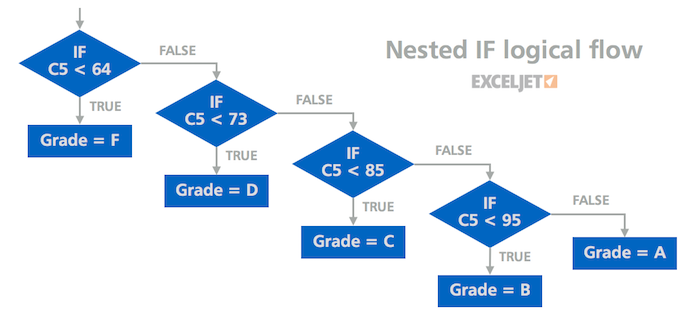 Nested IF logical flow
EXCELJET
IF
C5 < 64
FALSE
TRUE
Grade = F
IF
C5 < 73
FALSE
TRUE
Grade = D
IF
C5 < 85
FALSE
TRUE
Grade = C
IF
C5 < 95
FALSE
TRUE
Grade = B
Grade = A